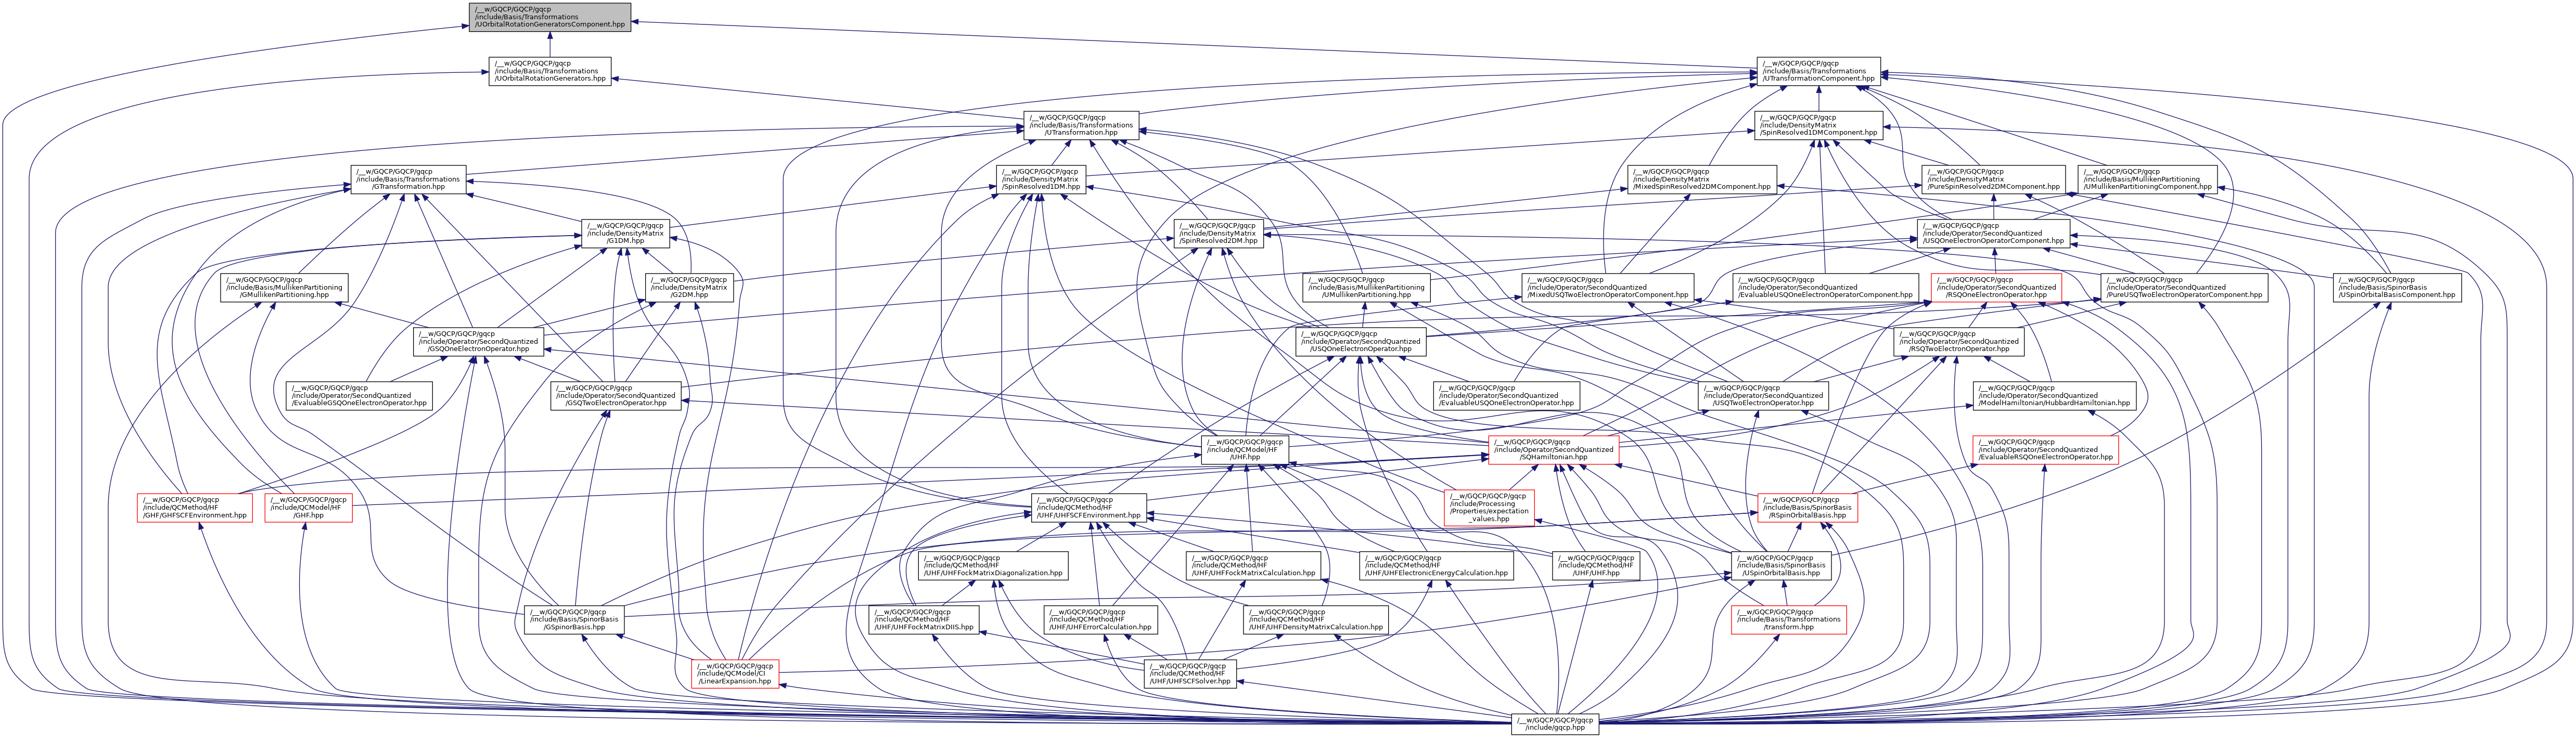 /__w/GQCP/GQCP/gqcp
/include/Basis/Transformations
/UOrbitalRotationGeneratorsComponent.hpp
/__w/GQCP/GQCP/gqcp
/include/Basis/Transformations
/UOrbitalRotationGenerators.hpp
/__w/GQCP/GQCP/gqcp
/include/Basis/Transformations
/UTransformationComponent.hpp
/__w/GQCP/GQCP/gqcp
/include/Basis/Transformations
/UTransformation.hpp
/__w/GQCP/GQCP/gqcp
/include/DensityMatrix
/SpinResolved1DMComponent.hpp
/__w/GQCP/GQCP/gqcp
/include/Basis/Transformations
/GTransformation.hpp
/__w/GQCP/GQCP/gqcp
/include/DensityMatrix
/SpinResolved1DM.hpp
/__w/GQCP/GQCP/gqcp
/include/DensityMatrix
/MixedSpinResolved2DMComponent.hpp
/__w/GQCP/GQCP/gqcp
/include/DensityMatrix
/PureSpinResolved2DMComponent.hpp
/__w/GQCP/GQCP/gqcp
/include/Basis/MullikenPartitioning
/UMullikenPartitioningComponent.hpp
/__w/GQCP/GQCP/gqcp
/include/DensityMatrix
/G1DM.hpp
/__w/GQCP/GQCP/gqcp
/include/DensityMatrix
/SpinResolved2DM.hpp
/__w/GQCP/GQCP/gqcp
/include/Operator/SecondQuantized
/USQOneElectronOperatorComponent.hpp
/__w/GQCP/GQCP/gqcp
/include/Basis/MullikenPartitioning
/GMullikenPartitioning.hpp
/__w/GQCP/GQCP/gqcp
/include/DensityMatrix
/G2DM.hpp
/__w/GQCP/GQCP/gqcp
/include/Basis/MullikenPartitioning
/UMullikenPartitioning.hpp
/__w/GQCP/GQCP/gqcp
/include/Operator/SecondQuantized
/MixedUSQTwoElectronOperatorComponent.hpp
/__w/GQCP/GQCP/gqcp
/include/Operator/SecondQuantized
/EvaluableUSQOneElectronOperatorComponent.hpp
/__w/GQCP/GQCP/gqcp
/include/Operator/SecondQuantized
/RSQOneElectronOperator.hpp
/__w/GQCP/GQCP/gqcp
/include/Operator/SecondQuantized
/PureUSQTwoElectronOperatorComponent.hpp
/__w/GQCP/GQCP/gqcp
/include/Basis/SpinorBasis
/USpinOrbitalBasisComponent.hpp
/__w/GQCP/GQCP/gqcp
/include/Operator/SecondQuantized
/GSQOneElectronOperator.hpp
/__w/GQCP/GQCP/gqcp
/include/Operator/SecondQuantized
/USQOneElectronOperator.hpp
/__w/GQCP/GQCP/gqcp
/include/Operator/SecondQuantized
/RSQTwoElectronOperator.hpp
/__w/GQCP/GQCP/gqcp
/include/Operator/SecondQuantized
/EvaluableGSQOneElectronOperator.hpp
/__w/GQCP/GQCP/gqcp
/include/Operator/SecondQuantized
/GSQTwoElectronOperator.hpp
/__w/GQCP/GQCP/gqcp
/include/Operator/SecondQuantized
/EvaluableUSQOneElectronOperator.hpp
/__w/GQCP/GQCP/gqcp
/include/Operator/SecondQuantized
/USQTwoElectronOperator.hpp
/__w/GQCP/GQCP/gqcp
/include/Operator/SecondQuantized
/ModelHamiltonian/HubbardHamiltonian.hpp
/__w/GQCP/GQCP/gqcp
/include/QCModel/HF
/UHF.hpp
/__w/GQCP/GQCP/gqcp
/include/Operator/SecondQuantized
/SQHamiltonian.hpp
/__w/GQCP/GQCP/gqcp
/include/Operator/SecondQuantized
/EvaluableRSQOneElectronOperator.hpp
/__w/GQCP/GQCP/gqcp
/include/QCMethod/HF
/GHF/GHFSCFEnvironment.hpp
/__w/GQCP/GQCP/gqcp
/include/QCModel/HF
/GHF.hpp
/__w/GQCP/GQCP/gqcp
/include/QCMethod/HF
/UHF/UHFSCFEnvironment.hpp
/__w/GQCP/GQCP/gqcp
/include/Processing
/Properties/expectation
_values.hpp
/__w/GQCP/GQCP/gqcp
/include/Basis/SpinorBasis
/RSpinOrbitalBasis.hpp
/__w/GQCP/GQCP/gqcp
/include/QCMethod/HF
/UHF/UHFFockMatrixDiagonalization.hpp
/__w/GQCP/GQCP/gqcp
/include/QCMethod/HF
/UHF/UHFFockMatrixCalculation.hpp
/__w/GQCP/GQCP/gqcp
/include/QCMethod/HF
/UHF/UHFElectronicEnergyCalculation.hpp
/__w/GQCP/GQCP/gqcp
/include/QCMethod/HF
/UHF/UHF.hpp
/__w/GQCP/GQCP/gqcp
/include/Basis/SpinorBasis
/USpinOrbitalBasis.hpp
/__w/GQCP/GQCP/gqcp
/include/Basis/SpinorBasis
/GSpinorBasis.hpp
/__w/GQCP/GQCP/gqcp
/include/QCMethod/HF
/UHF/UHFFockMatrixDIIS.hpp
/__w/GQCP/GQCP/gqcp
/include/QCMethod/HF
/UHF/UHFErrorCalculation.hpp
/__w/GQCP/GQCP/gqcp
/include/QCMethod/HF
/UHF/UHFDensityMatrixCalculation.hpp
/__w/GQCP/GQCP/gqcp
/include/Basis/Transformations
/transform.hpp
/__w/GQCP/GQCP/gqcp
/include/QCModel/CI
/LinearExpansion.hpp
/__w/GQCP/GQCP/gqcp
/include/QCMethod/HF
/UHF/UHFSCFSolver.hpp
/__w/GQCP/GQCP/gqcp
/include/gqcp.hpp